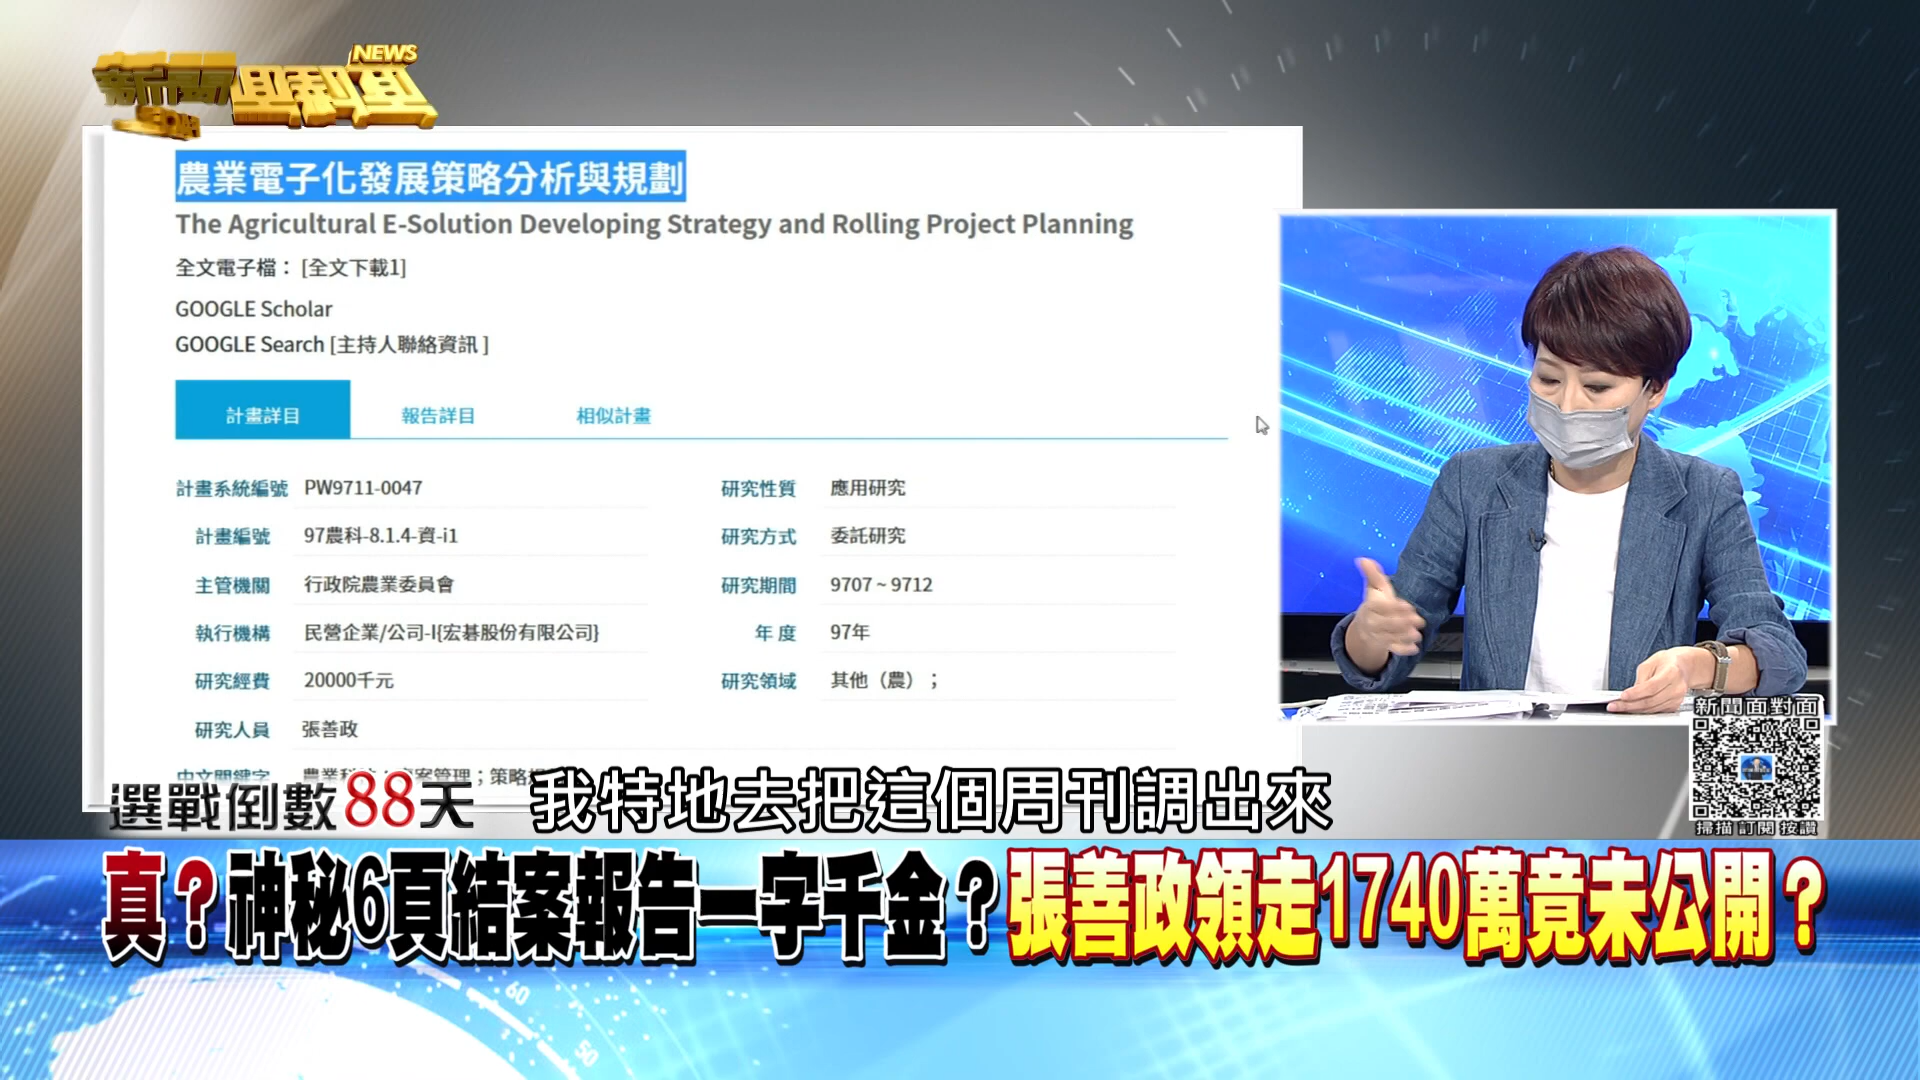 NEWS
新聞面對面
農業電子化發展策略分析與規劃
The Agricultural E-Solution Developing Strategy and Rolling Project Planning
全文電子檔： [全文下載1]
GOOGLE Scholar
GOOGLE Search [主持人聯絡資訊 ]
計畫詳目 報告詳目 相似計畫
計畫系統編號 PW9711-0047 研究性質 應用研究
計畫編號 97農科-8.1.4-資-i1 研究方式 委託研究
主管機關 行政院農業委員會 研究期間 9707 ~ 9712
執行機構 民營企業/公司-I{宏碁股份有限公司} 年 度 97年
研究經費 20000千元 研究領域 其他（農）；
研究人員 張善政
中文關鍵字
新聞面對面
掃描 訂閱 按讚
選戰倒數88天
我特地去把這個周刊調出來
真？神秘6頁結案報告一字千金？張善政領走1740萬竟未公開？
60
50